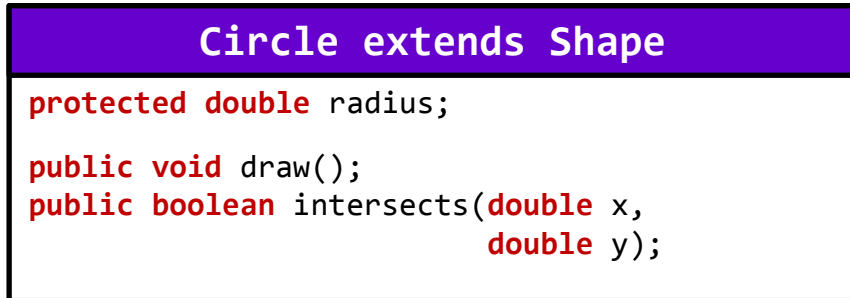 Circle extends Shape
protected double radius;
public void draw();
public boolean intersects(double x,
double y);